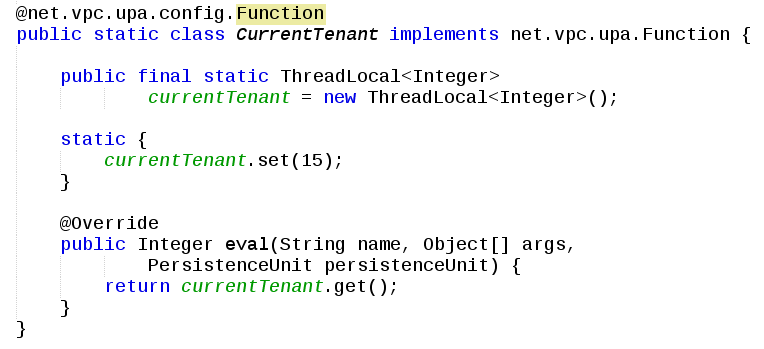 @net.vpc.upa.config.Function
public static class CurrentTenant implements net.vpc.upa.Function {
public final static ThreadLocal<Integer>
currentTenant = new ThreadLocal<Integer>();
static {
currentTenant.set(15);
}
@Override
public Integer eval(String name, Object[] args,
PersistenceUnit persistenceUnit) {
return currentTenant.get();
}
}